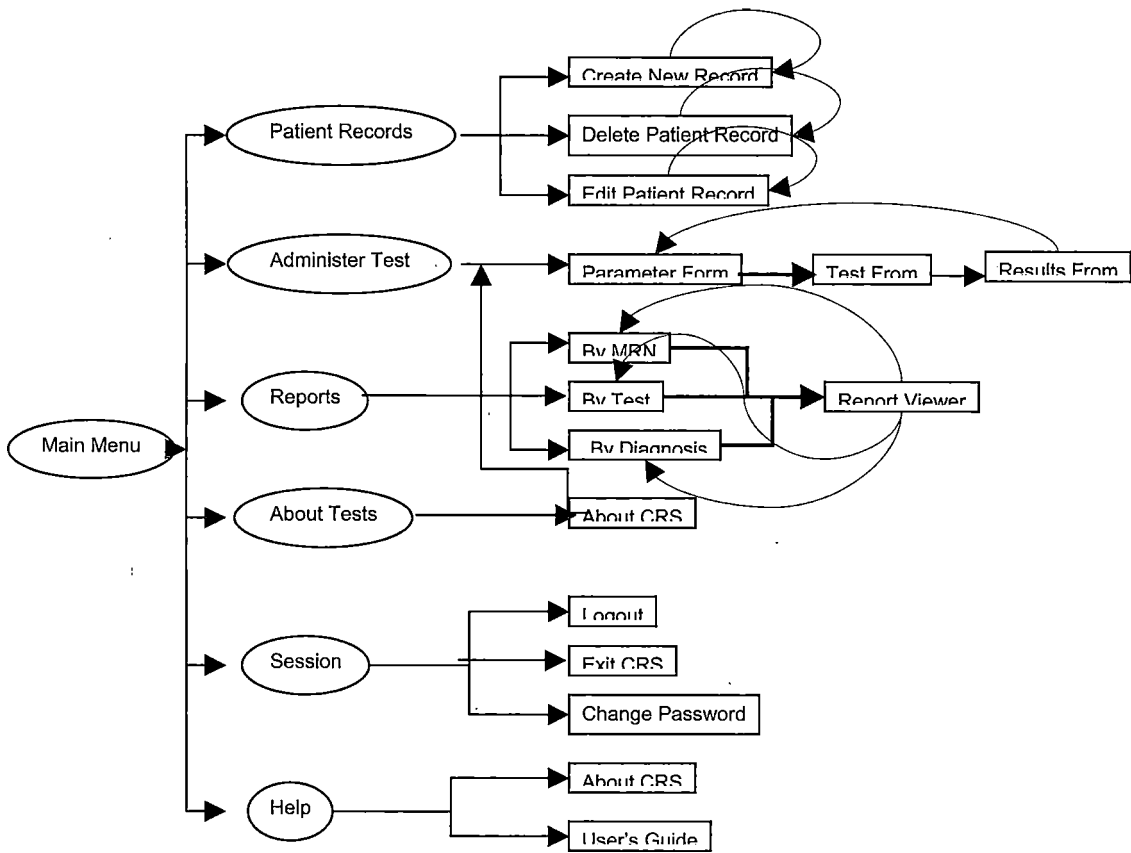 Create New Record
Patient Records
Delete Patient Record
Edit Patient Record
Administer Test
Parameter Form
Test From
Results From
By MRN
Reports
By Test
Report Viewer
Main Menu
By Diagnosis
About Tests
About CRS
Logout
Session
Exit CRS
Change Password
About CRS
Help
User's Guide